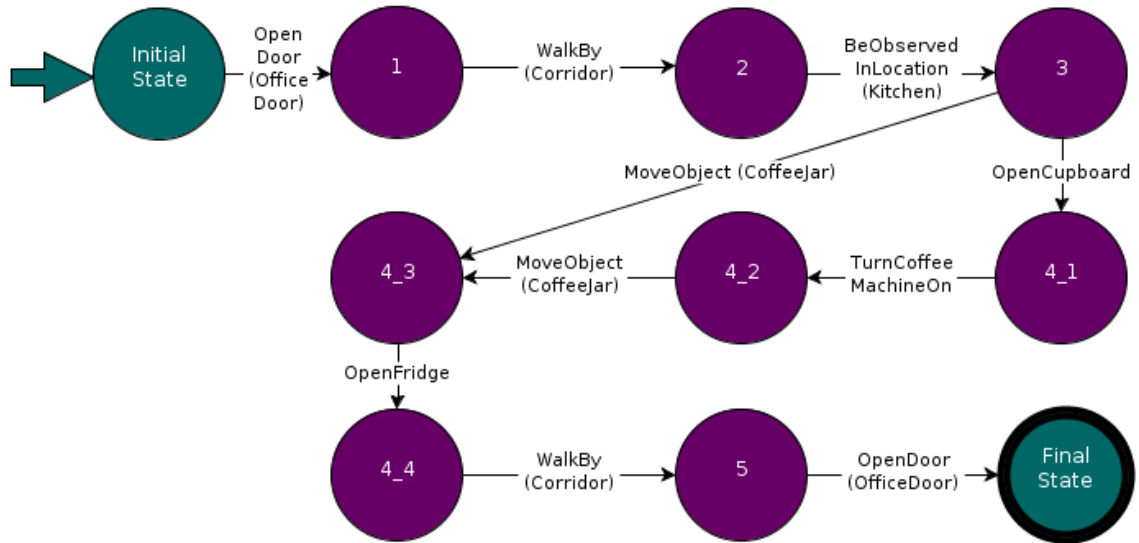 Initial
State
Open
Door
(Office
Door)
1
WalkBy
(Corridor)
2
BeObserved
InLocation
(Kitchen)
3
MoveObject (CoffeeJar)
OpenCupboard
4_3
MoveObject
(CoffeeJar)
4_2
TurnCoffee
MachineOn
4_1
OpenFridge
4_4
WalkBy
(Corridor)
5
OpenDoor
(OfficeDoor)
Final
State